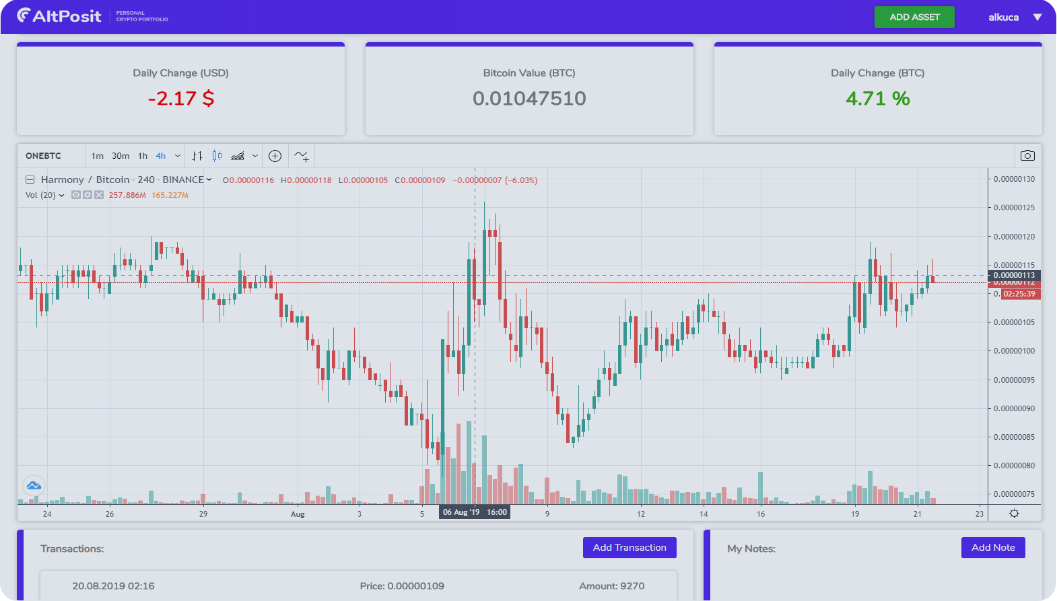 AltPosit PERSONAL CRYPTO PORTFOLIO ADD ASSET alkuca
Daily Change (USD) Bitcoin Value (BTC) Daily Change (BTC)
-2.17 $ 0.01047510 4.71 %
ONEBTC 1m 30m 1h 4h
Harmony / Bitcoin · 240 · BINANCE O0.00000116 H0.00000118 L0.00000105 C0.00000109 -0.00000007 (-6.03%)
Vol (20) 257.886M 165.227M
0.00000130
0.00000125
0.00000120
0.00000115
0.00000113
0.00000112
02:25:39
0.00000105
0.00000100
0.00000095
0.00000090
0.00000085
0.00000080
0.00000075
24 26 29 Aug 3 5 06 Aug '19 16:00 9 12 14 16 19 21 23
Transactions: Add Transaction My Notes: Add Note
20.08.2019 02:16 Price: 0.00000109 Amount: 9270